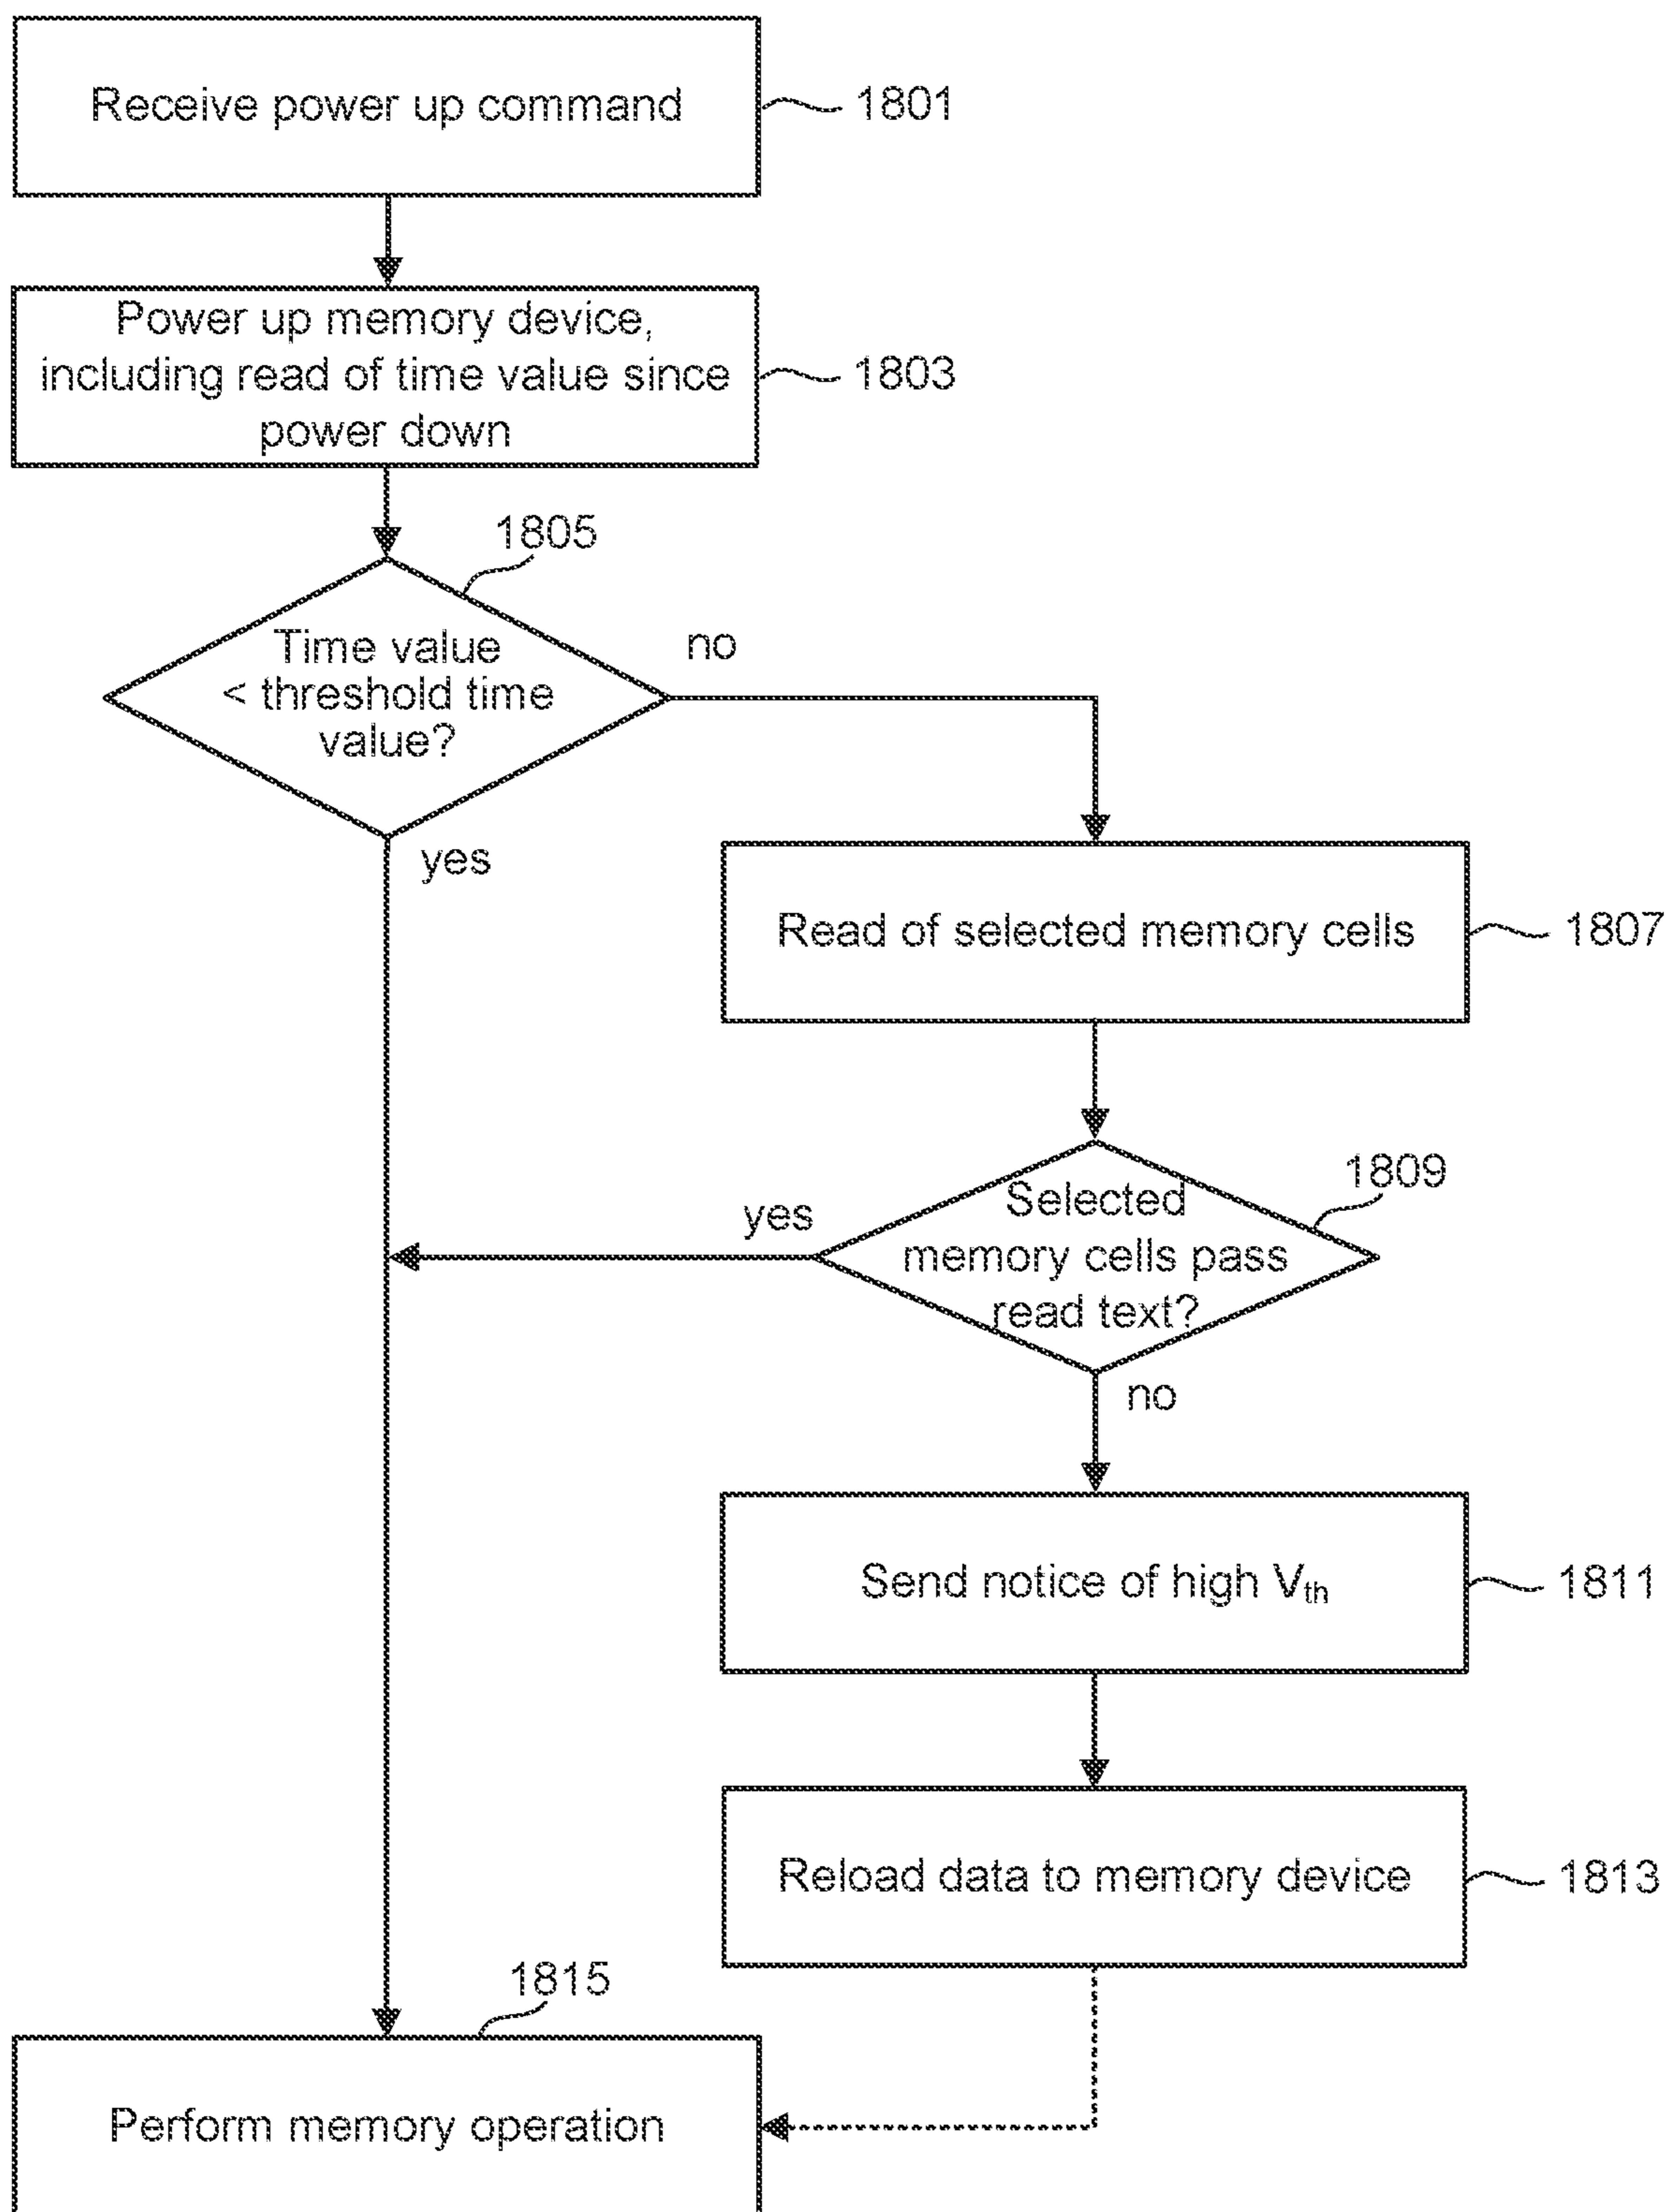 Receive power up command
1801
Power up memory device,
including read of time value since
power down
1803
1805
Time value
< threshold time
value?
no
yes
Read of selected memory cells
1807
1809
Selected
memory cells pass
read text?
yes
no
Send notice of high Vth
1811
Reload data to memory device
1813
1815
Perform memory operation